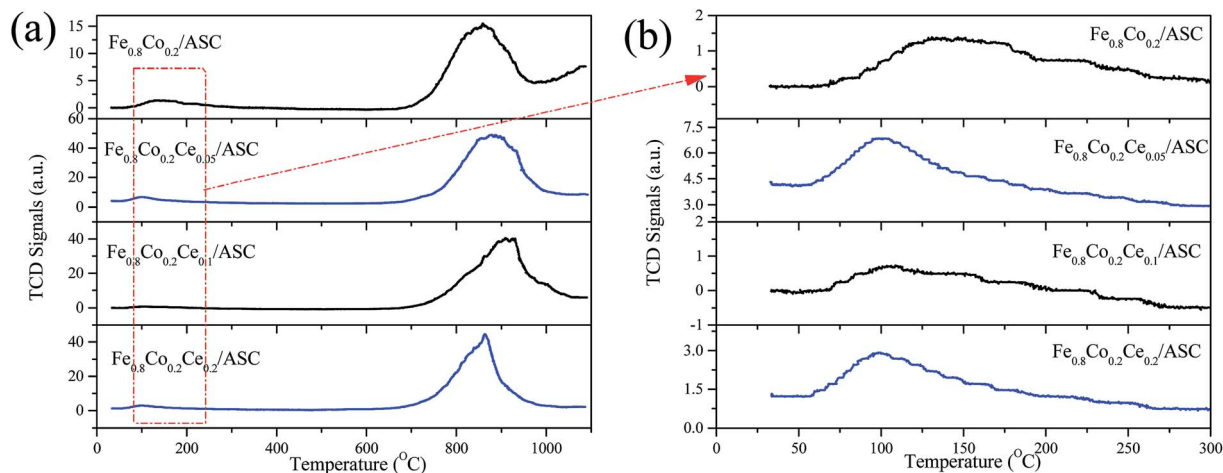 (a)
TCD Signals (a.u.)
15
10
5
0
Fe0.8Co0.2/ASC
60
40
20
0
Fe0.8Co0.2Ce0.05/ASC
40
20
0
Fe0.8Co0.2Ce0.1/ASC
40
20
0
Fe0.8Co0.2Ce0.2/ASC
0 200 400 600 800 1000
Temperature (OC)
(b)
TCD Signals (a.u.)
2
1
0
Fe0.8Co0.2/ASC
7.5
6.0
4.5
3.0
Fe0.8Co0.2Ce0.05/ASC
2
1
0
-1
Fe0.8Co0.2Ce0.1/ASC
3.0
1.5
0.0
Fe0.8Co0.2Ce0.2/ASC
0 50 100 150 200 250 300
Temperature (OC)